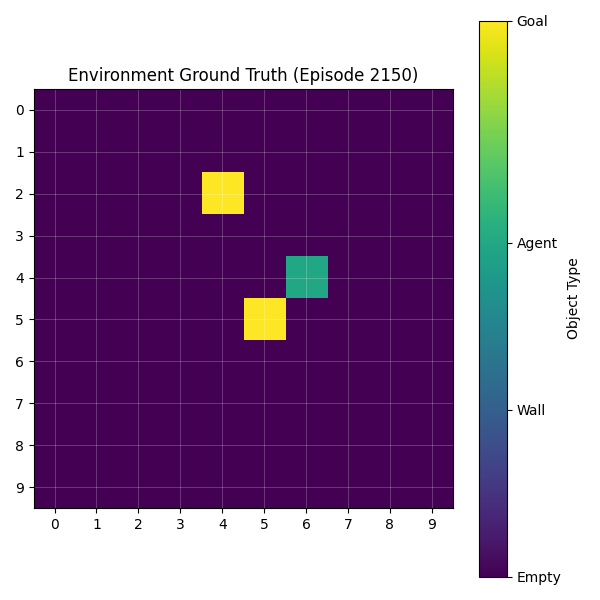 Environment Ground Truth (Episode 2150)
0
1
2
3
4
5
6
7
8
9
0 1 2 3 4 5 6 7 8 9
Goal
Agent
Wall
Empty
Object Type